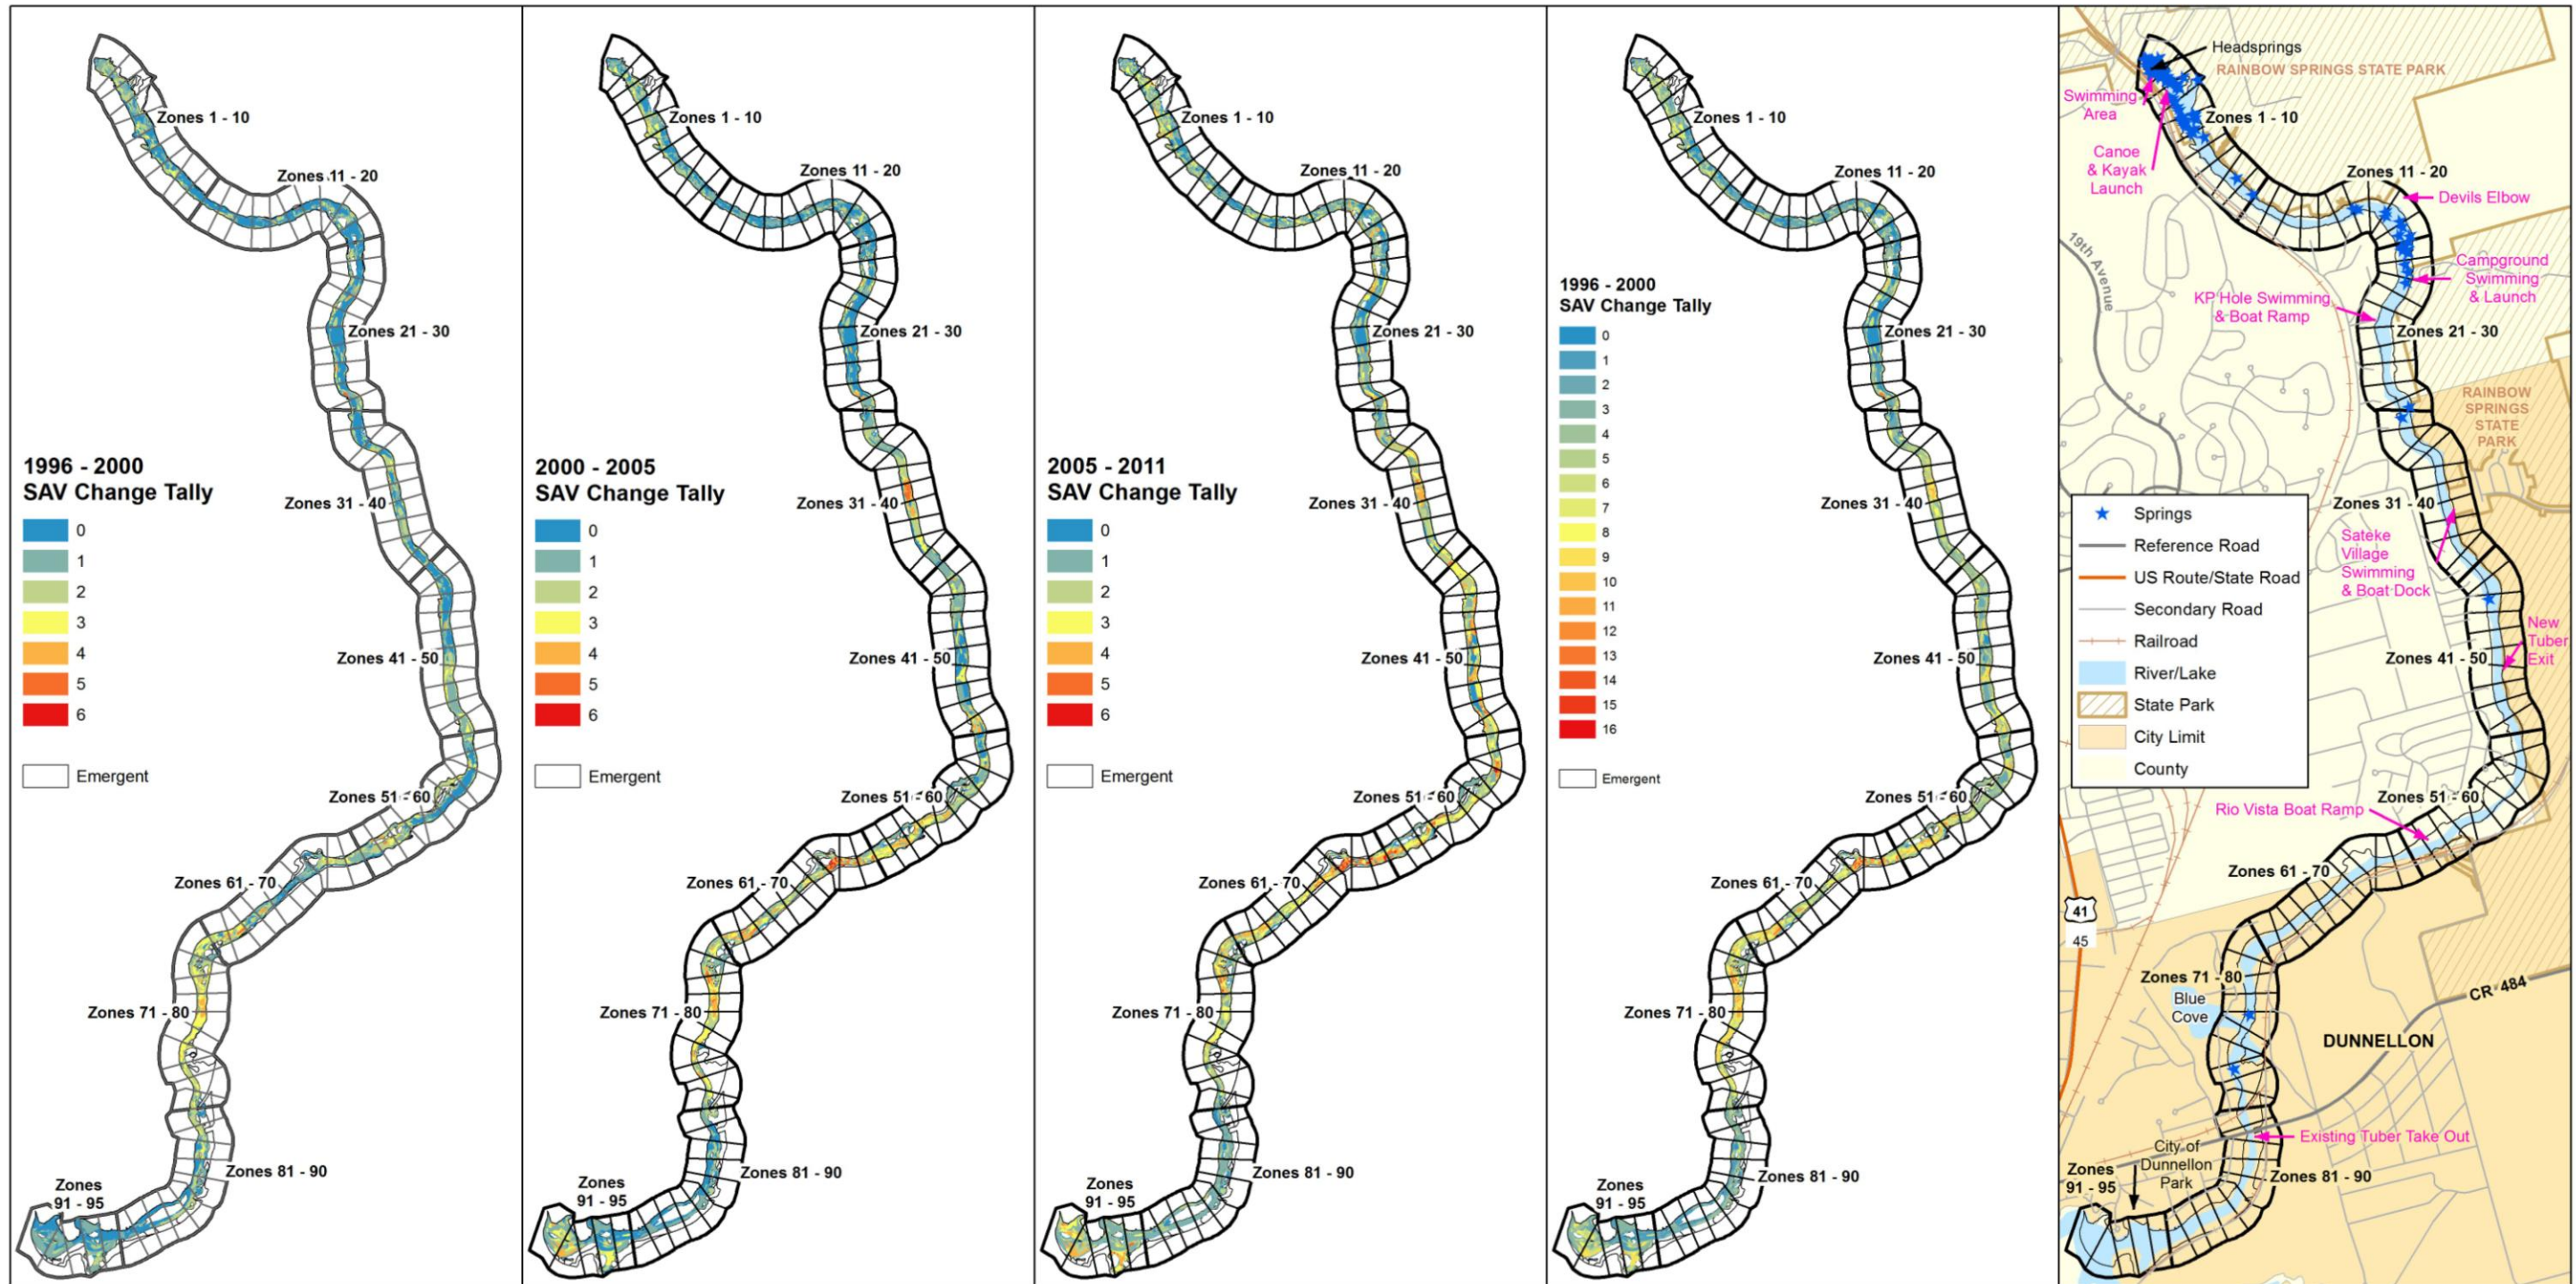 Zones 1 - 10
Zones 11 - 20
Zones 21 - 30
1996 - 2000
SAV Change Tally
0
1
2
3
4
5
6
Emergent
Zones 31 - 40
Zones 41 - 50
Zones 51 - 60
Zones 61 - 70
Zones 71 - 80
Zones 81 - 90
Zones
91 - 95
Zones 1 - 10
Zones 11 - 20
Zones 21 - 30
2000 - 2005
SAV Change Tally
0
1
2
3
4
5
6
Emergent
Zones 31 - 40
Zones 41 - 50
Zones 51 - 60
Zones 61 - 70
Zones 71 - 80
Zones 81 - 90
Zones
91 - 95
Zones 1 - 10
Zones 11 - 20
Zones 21 - 30
2005 - 2011
SAV Change Tally
0
1
2
3
4
5
6
Emergent
Zones 31 - 40
Zones 41 - 50
Zones 51 - 60
Zones 61 - 70
Zones 71 - 80
Zones 81 - 90
Zones
91 - 95
Zones 1 - 10
Zones 11 - 20
1996 - 2000
SAV Change Tally
0
1
2
3
4
5
6
7
8
9
10
11
12
13
14
15
16
Emergent
Zones 21 - 30
Zones 31 - 40
Zones 41 - 50
Zones 51 - 60
Zones 61 - 70
Zones 71 - 80
Zones 81 - 90
Zones
91 - 95
Headsprings
RAINBOW SPRINGS STATE PARK
Swimming
Area
Zones 1 - 10
Canoe
& Kayak
Launch
Zones 11 - 20
Devils Elbow
19th Avenue
Campground
Swimming
& Launch
KP Hole Swimming
& Boat Ramp
Zones 21 - 30
RAINBOW
SPRINGS
STATE
PARK
Springs
Reference Road
US Route/State Road
Secondary Road
Railroad
River/Lake
State Park
City Limit
County
Zones 31 - 40
Sateke
Village
Swimming
& Boat Dock
New
Tuber
Exit
Zones 41 - 50
Zones 51 - 60
Rio Vista Boat Ramp
Zones 61 - 70
41
45
Zones 71 - 80
Blue
Cove
CR 484
DUNNELLON
Existing Tuber Take Out
City of
Dunnellon
Park
Zones
91 - 95
Zones 81 - 90